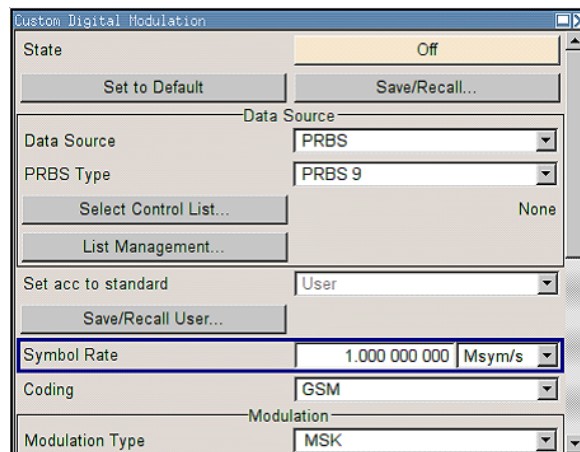 Custom Digital Modulation
State Off
Set to Default Save/Recall...
Data Source
Data Source PRBS
PRBS Type PRBS 9
Select Control List... None
List Management...
Set acc to standard User
Save/Recall User...
Symbol Rate 1.000 000 000 Msym/s
Coding GSM
Modulation
Modulation Type MSK